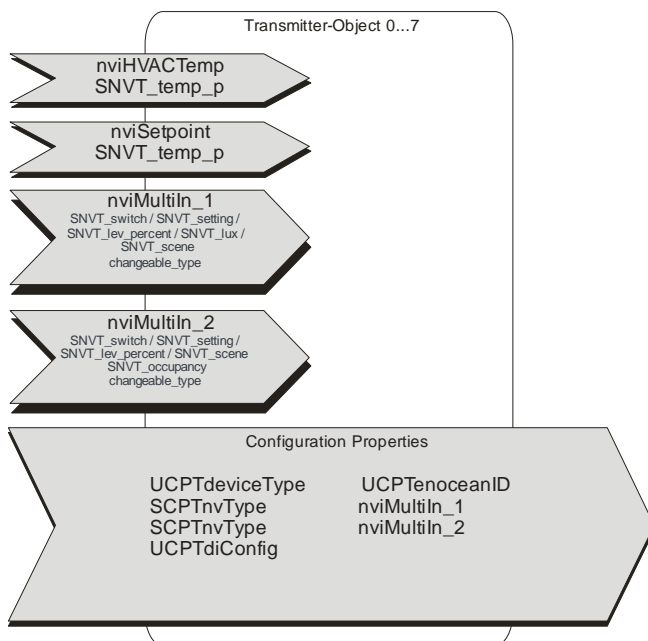 Transmitter-Object 0...7
nviHVACTemp
SNVT_temp_p
nviSetpoint
SNVT_temp_p
nviMultiIn_1
SNVT_switch / SNVT_setting /
SNVT_lev_percent / SNVT_lux /
SNVT_scene
changeable_type
nviMultiIn_2
SNVT_switch / SNVT_setting /
SNVT_lev_percent / SNVT_scene
SNVT_occupancy
changeable_type
Configuration Properties
UCPTdeviceType UCPTenoceanID
SCPTnvType nviMultiIn_1
SCPTnvType nviMultiIn_2
UCPTdiConfig